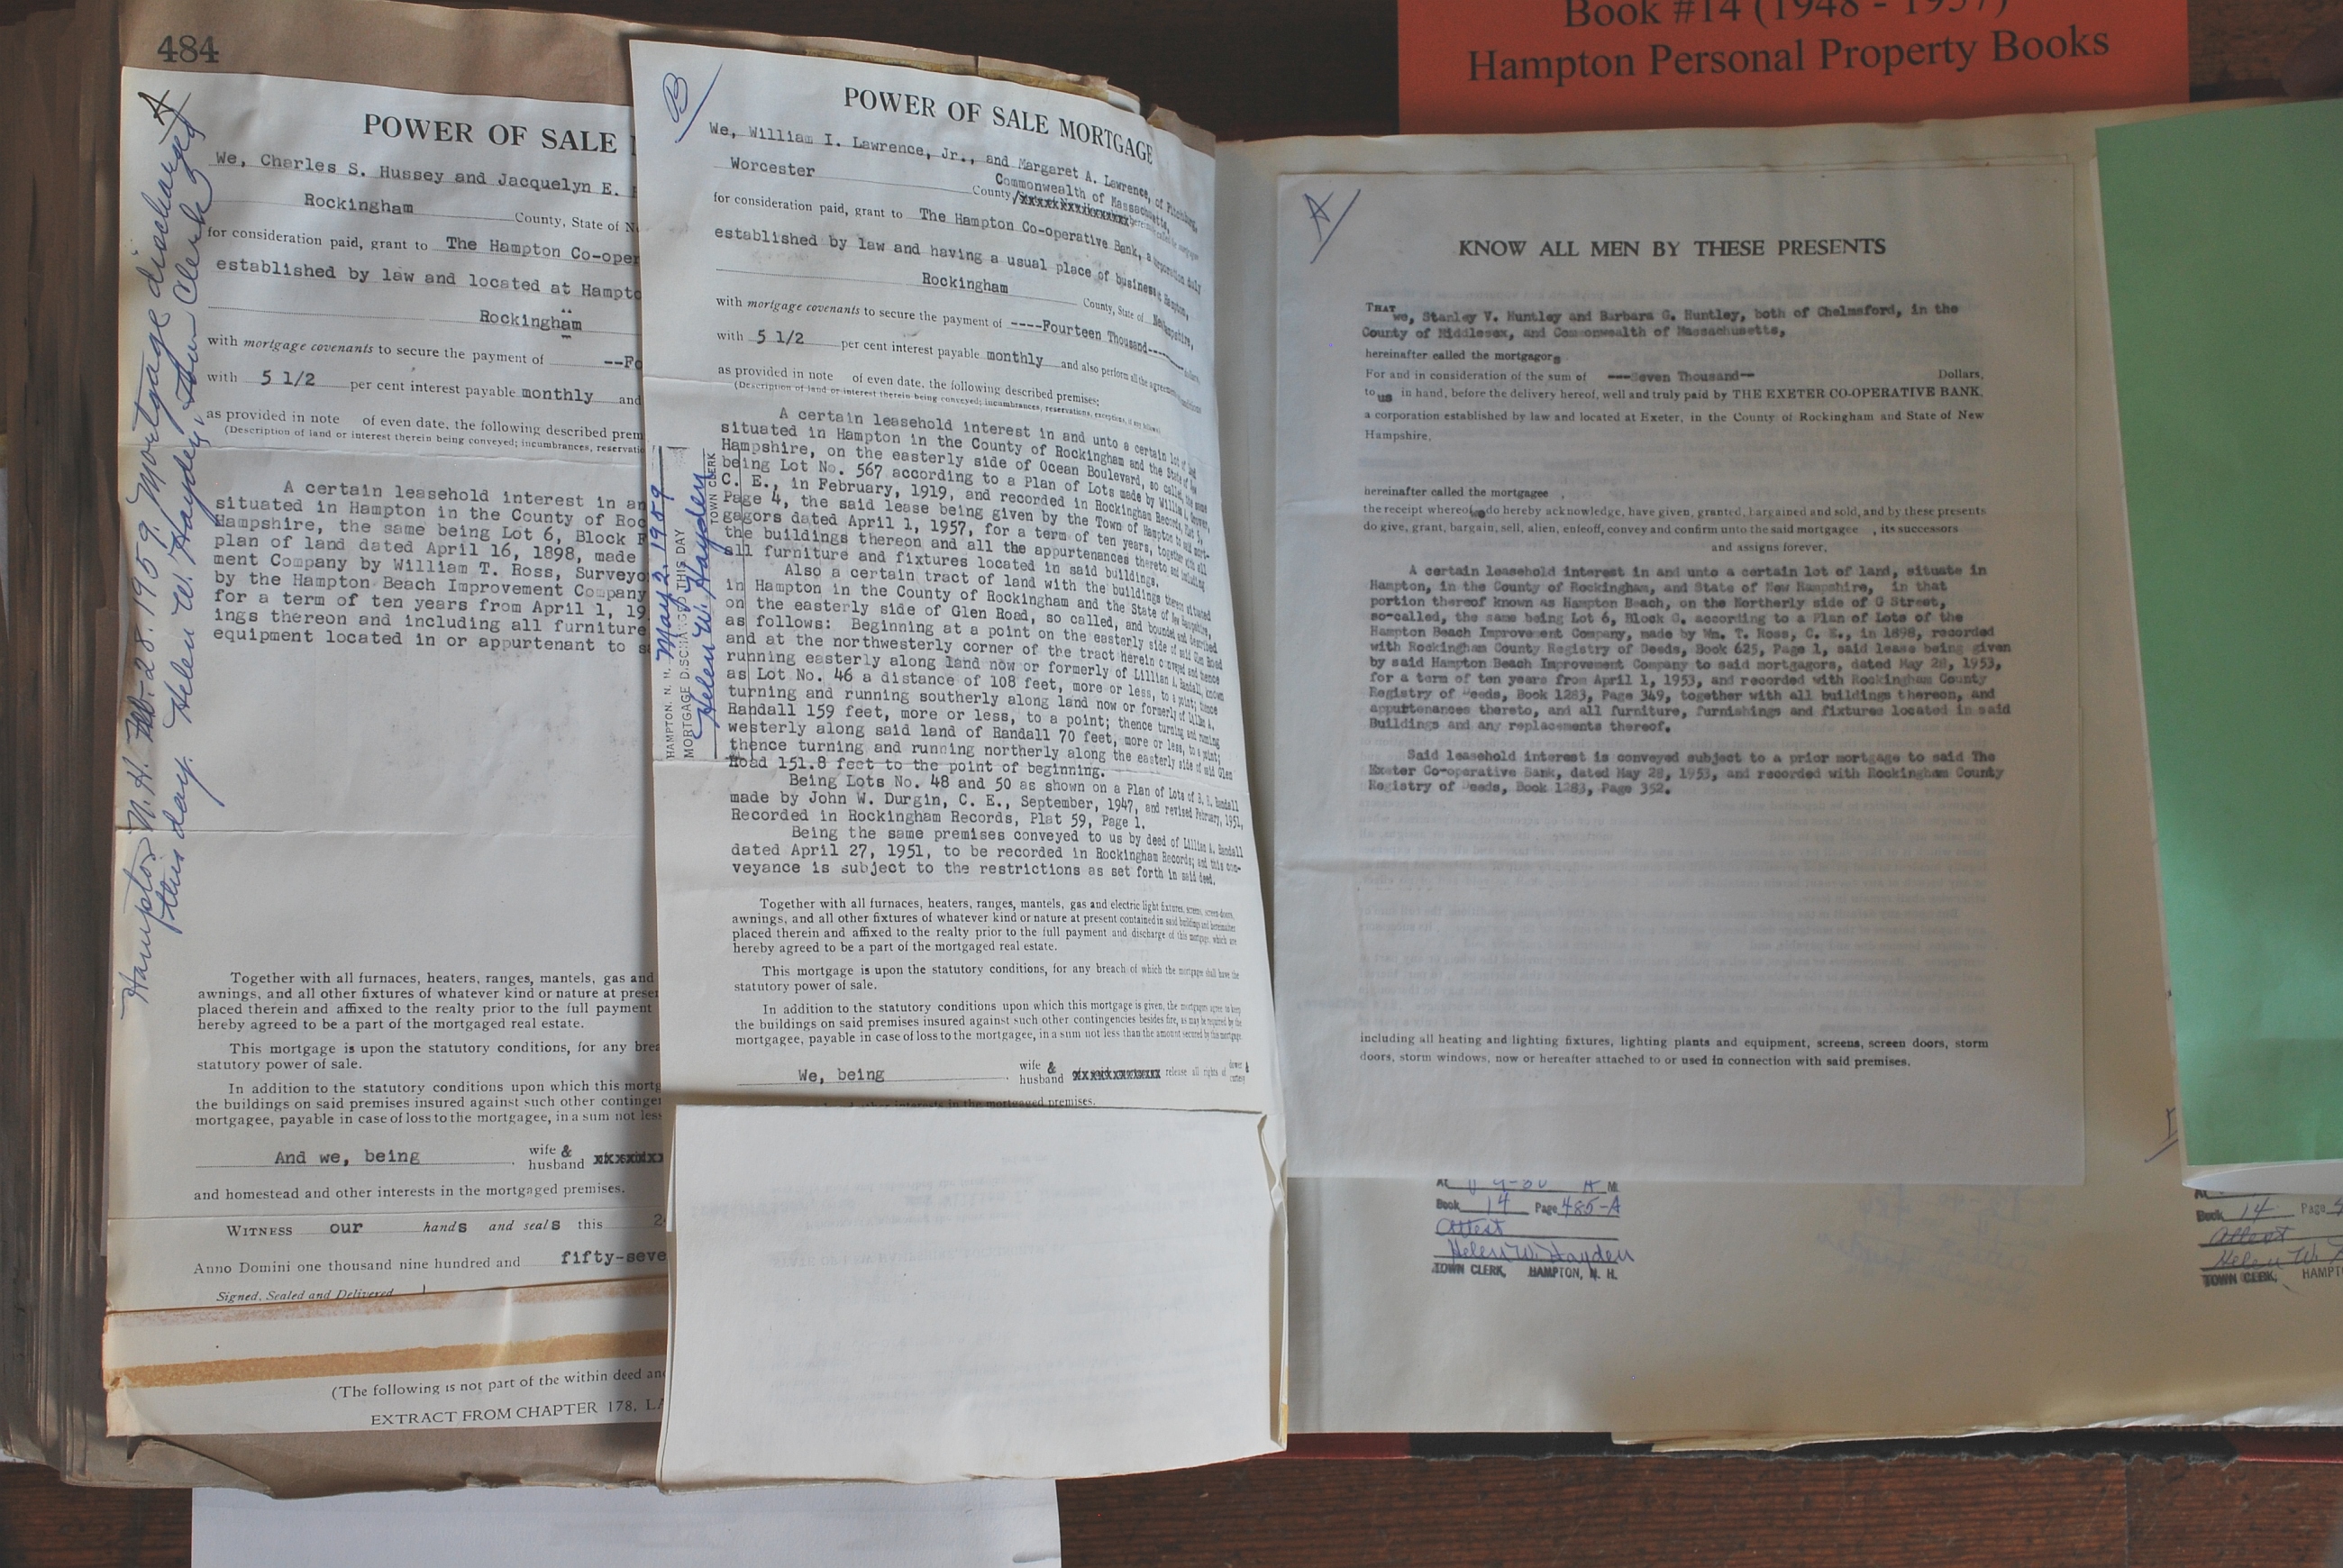 Book #14 (1948 - 1957)
Hampton Personal Property Books
484
A
Hampton N.H. Feb. 28. 1959. Mortgage discharged
this day. Helen W. Hayden, Town Clerk
POWER OF SALE
We, Charles S. Hussey and Jacquelyn E.
Rockingham County, State of
for consideration paid, grant to The Hampton Co-oper
established by law and located at Hampto
Rockingham
with mortgage covenants to secure the payment of --Fo
with 5 1/2 per cent interest payable monthly and
as provided in note of even date, the following described prem
(Description of land or interest therein being conveyed; incumbrances, reservatio
A certain leasehold interest in an
situated in Hampton in the County of Roc
Hampshire, the same being Lot 6, Block
plan of land dated April 16, 1898, made
ment Company by William T. Ross, Surveyo
by the Hampton Beach Improvement Company
for a term of ten years from April 1, 19
ings thereon and including all furniture
equipment located in or appurtenant to s
Together with all furnaces, heaters, ranges, mantels, gas and
awnings, and all other fixtures of whatever kind or nature at presen
placed therein and affixed to the realty prior to the full payment
hereby agreed to be a part of the mortgaged real estate.
This mortgage is upon the statutory conditions, for any brea
statutory power of sale.
In addition to the statutory conditions upon which this mortg
the buildings on said premises insured against such other continger
mortgagee, payable in case of loss to the mortgagee, in a sum not less
And we, being wife & husband xxxxxxx
and homestead and other interests in the mortgaged premises.
WITNESS our hands and seals this 2
Anno Domini one thousand nine hundred and fifty-seve
Signed, Sealed and Delivered
(The following is not part of the within deed and
EXTRACT FROM CHAPTER 178, LA
B
POWER OF SALE MORTGAGE
We, William I. Lawrence, Jr., and Margaret A. Lawrence, of Fitchburg,
Worcester County, Commonwealth of Massachusetts,
for consideration paid, grant to The Hampton Co-operative Bank, a corporation duly
established by law and having a usual place of business Hampton,
Rockingham County, State of New Hampshire,
with mortgage covenants to secure the payment of ----Fourteen Thousand---- Dollars,
with 5 1/2 per cent interest payable monthly and also perform all the agreements
as provided in note of even date, the following described premises;
(Description of land or interest therein being conveyed; incumbrances, reservations, exceptions, if any follow)
A certain leasehold interest in and unto a certain lot of land
situated in Hampton in the County of Rockingham and the State of New
Hampshire, on the easterly side of Ocean Boulevard, so called, the same
being Lot No. 567 according to a Plan of Lots made by William
C. E., in February, 1919, and recorded in Rockingham Records,
Page 4, the said lease being given by the Town of Hampton to said mort-
gagors dated April 1, 1957, for a term of ten years, together with all
the buildings thereon and all the appurtenances thereto and including
all furniture and fixtures located in said buildings.
Also a certain tract of land with the buildings thereon situated
in Hampton in the County of Rockingham and the State of New Hampshire,
on the easterly side of Glen Road, so called, and bounded and described
as follows: Beginning at a point on the easterly side of said Glen Road
and at the northwesterly corner of the tract herein conveyed and thence
running easterly along land now or formerly of Lillian A. Randall, known
as Lot No. 46 a distance of 108 feet, more or less, to a point; thence
turning and running southerly along land now or formerly of Lillian A.
Randall 159 feet, more or less, to a point; thence turning and running
westerly along said land of Randall 70 feet, more or less, to a point;
thence turning and running northerly along the easterly side of said Glen
Road 151.8 feet to the point of beginning.
Being Lots No. 48 and 50 as shown on a Plan of Lots of Randall
made by John W. Durgin, C. E., September, 1947, and revised February, 1951,
Recorded in Rockingham Records, Plat 59, Page 1.
Being the same premises conveyed to us by deed of Lillian A. Randall
dated April 27, 1951, to be recorded in Rockingham Records; and this con-
veyance is subject to the restrictions as set forth in said deed.
HAMPTON, N. H. May 2, 1959
MORTGAGE DISCHARGED THIS DAY
Helen W. Hayden
TOWN CLERK
Together with all furnaces, heaters, ranges, mantels, gas and electric light fixtures, screens, screen doors,
awnings, and all other fixtures of whatever kind or nature at present contained in said buildings and hereinafter
placed therein and affixed to the realty prior to the full payment and discharge of this mortgage, which are
hereby agreed to be a part of the mortgaged real estate.
This mortgage is upon the statutory conditions, for any breach of which the mortgagee shall have the
statutory power of sale.
In addition to the statutory conditions upon which this mortgage is given, the mortgagors agree to keep
the buildings on said premises insured against such other contingencies besides fire, as may be required by the
mortgagee, payable in case of loss to the mortgagee, in a sum not less than the amount secured by this mortgage.
We, being wife & husband xxxxxxxxxxxx release all rights of dower & curtesy
and other interests in the mortgaged premises.
A
KNOW ALL MEN BY THESE PRESENTS
THAT we, Stanley V. Huntley and Barbara G. Huntley, both of Chelmsford, in the
County of Middlesex, and Commonwealth of Massachusetts,
hereinafter called the mortgagors
For and in consideration of the sum of ---Seven Thousand-- Dollars,
to us in hand, before the delivery hereof, well and truly paid by THE EXETER CO-OPERATIVE BANK,
a corporation established by law and located at Exeter, in the County of Rockingham and State of New
Hampshire,
hereinafter called the mortgagee ,
the receipt whereof we do hereby acknowledge, have given, granted, bargained and sold, and by these presents
do give, grant, bargain, sell, alien, enfeoff, convey and confirm unto the said mortgagee , its successors
and assigns forever,
A certain leasehold interest in and unto a certain lot of land, situate in
Hampton, in the County of Rockingham, and State of New Hampshire, in that
portion thereof known as Hampton Beach, on the Northerly side of G Street,
so-called, the same being Lot 6, Block G. according to a Plan of Lots of the
Hampton Beach Improvement Company, made by Wm. T. Ross, C. E., in 1898, recorded
with Rockingham County Registry of Deeds, Book 625, Page 1, said lease being given
by said Hampton Beach Improvement Company to said mortgagors, dated May 28, 1953,
for a term of ten years from April 1, 1953, and recorded with Rockingham County
Registry of Deeds, Book 1283, Page 349, together with all buildings thereon, and
appurtenances thereto, and all furniture, furnishings and fixtures located in said
Buildings and any replacements thereof.
Said leasehold interest is conveyed subject to a prior mortgage to said The
Exeter Co-operative Bank, dated May 28, 1953, and recorded with Rockingham County
Registry of Deeds, Book 1283, Page 352.
including all heating and lighting fixtures, lighting plants and equipment, screens, screen doors, storm
doors, storm windows, now or hereafter attached to or used in connection with said premises.
At 9-30 A M.
Book 14 Page 485-A
Attest
Helen W. Hayden
TOWN CLERK, HAMPTON, N. H.
Book 14 Page
Attest
Helen W.
TOWN CLERK, HAMPT